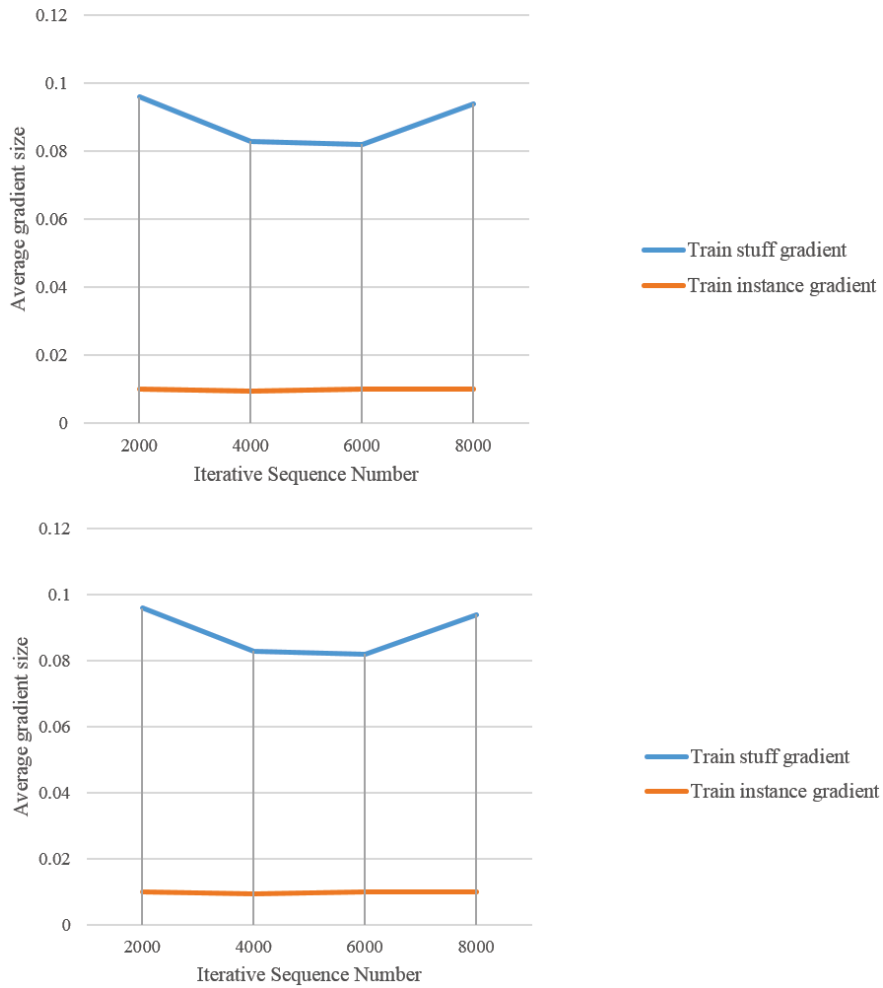 0.12
0.1
0.08
0.06
0.04
0.02
0
Average gradient size
2000 4000 6000 8000
Iterative Sequence Number
Train stuff gradient
Train instance gradient
0.12
0.1
0.08
0.06
0.04
0.02
0
Average gradient size
2000 4000 6000 8000
Iterative Sequence Number
Train stuff gradient
Train instance gradient